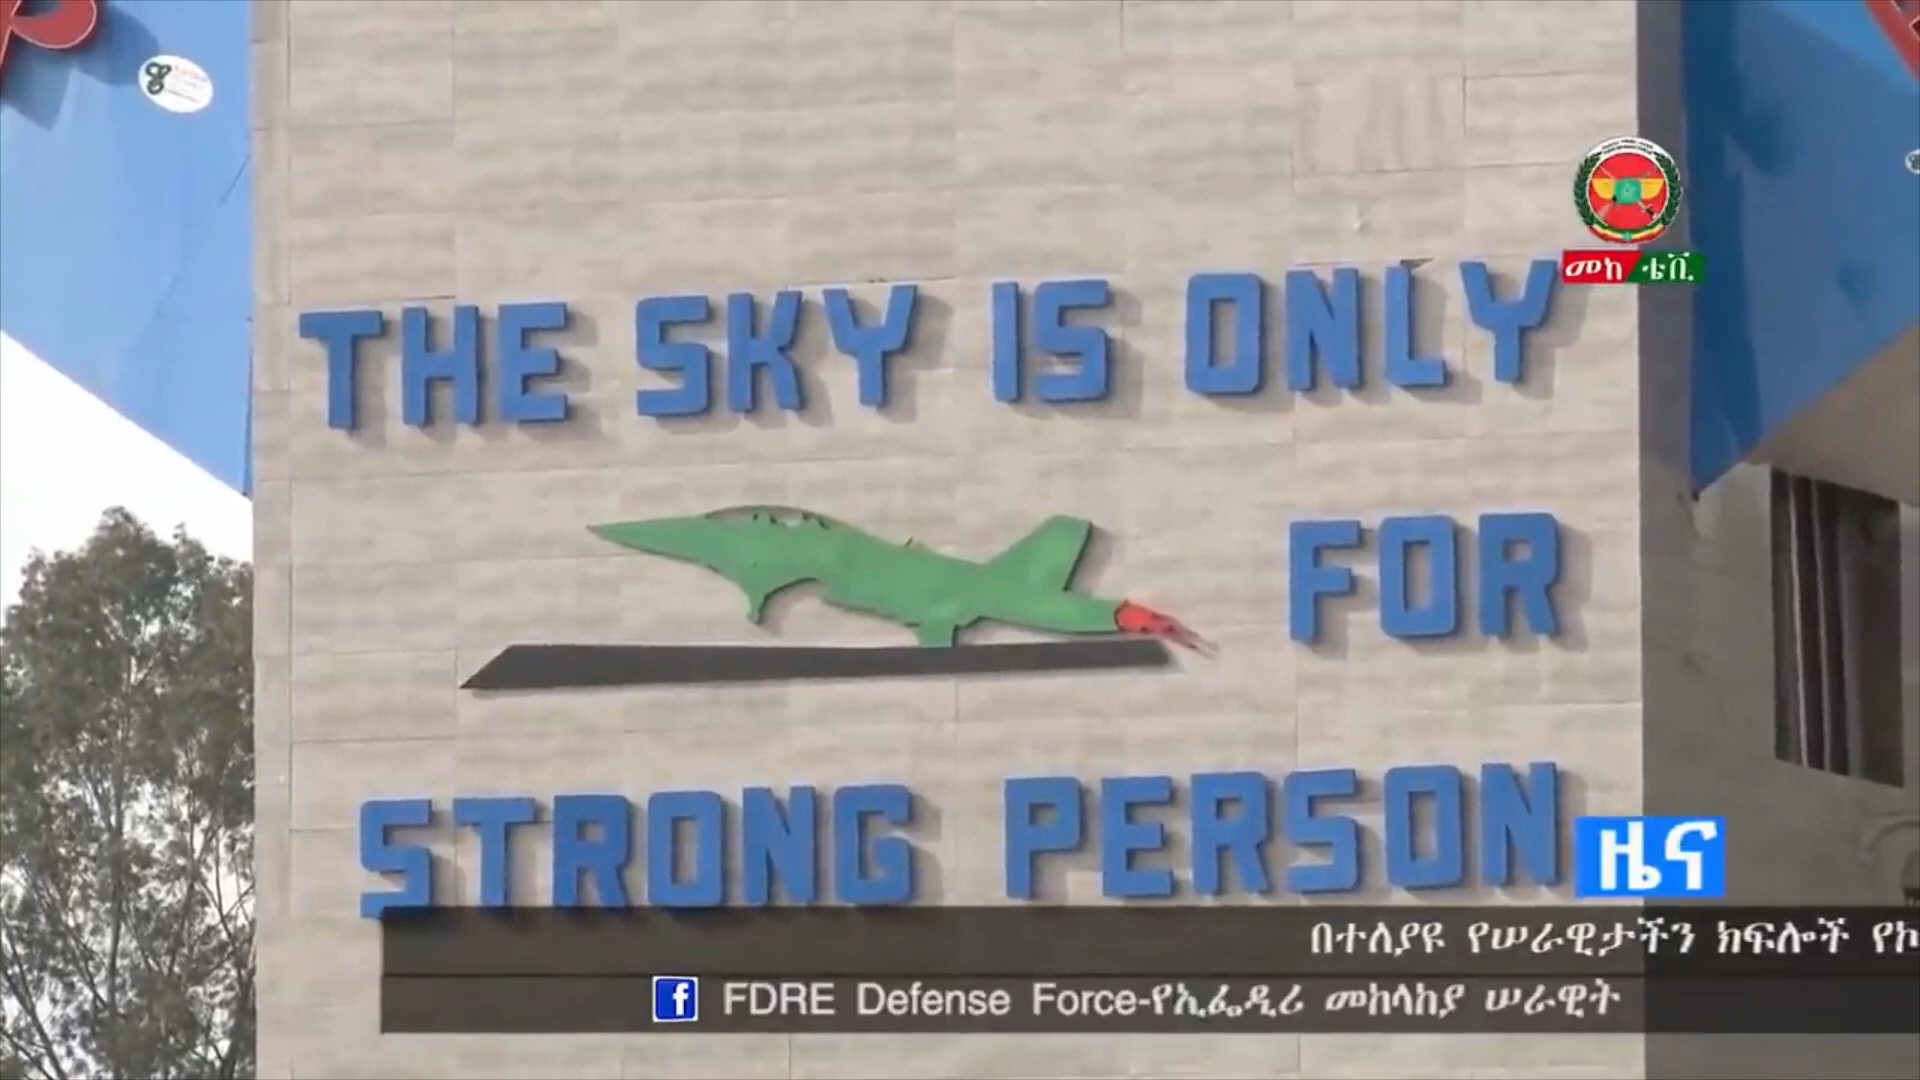 መከ ቴቪ
THE SKY IS ONLY
FOR
STRONG PERSON
ዜና
በተለያዩ የሠራዊታችን ክፍሎች
FDRE Defense Force-የኢፌዲሪ መከላከያ ሠራዊት